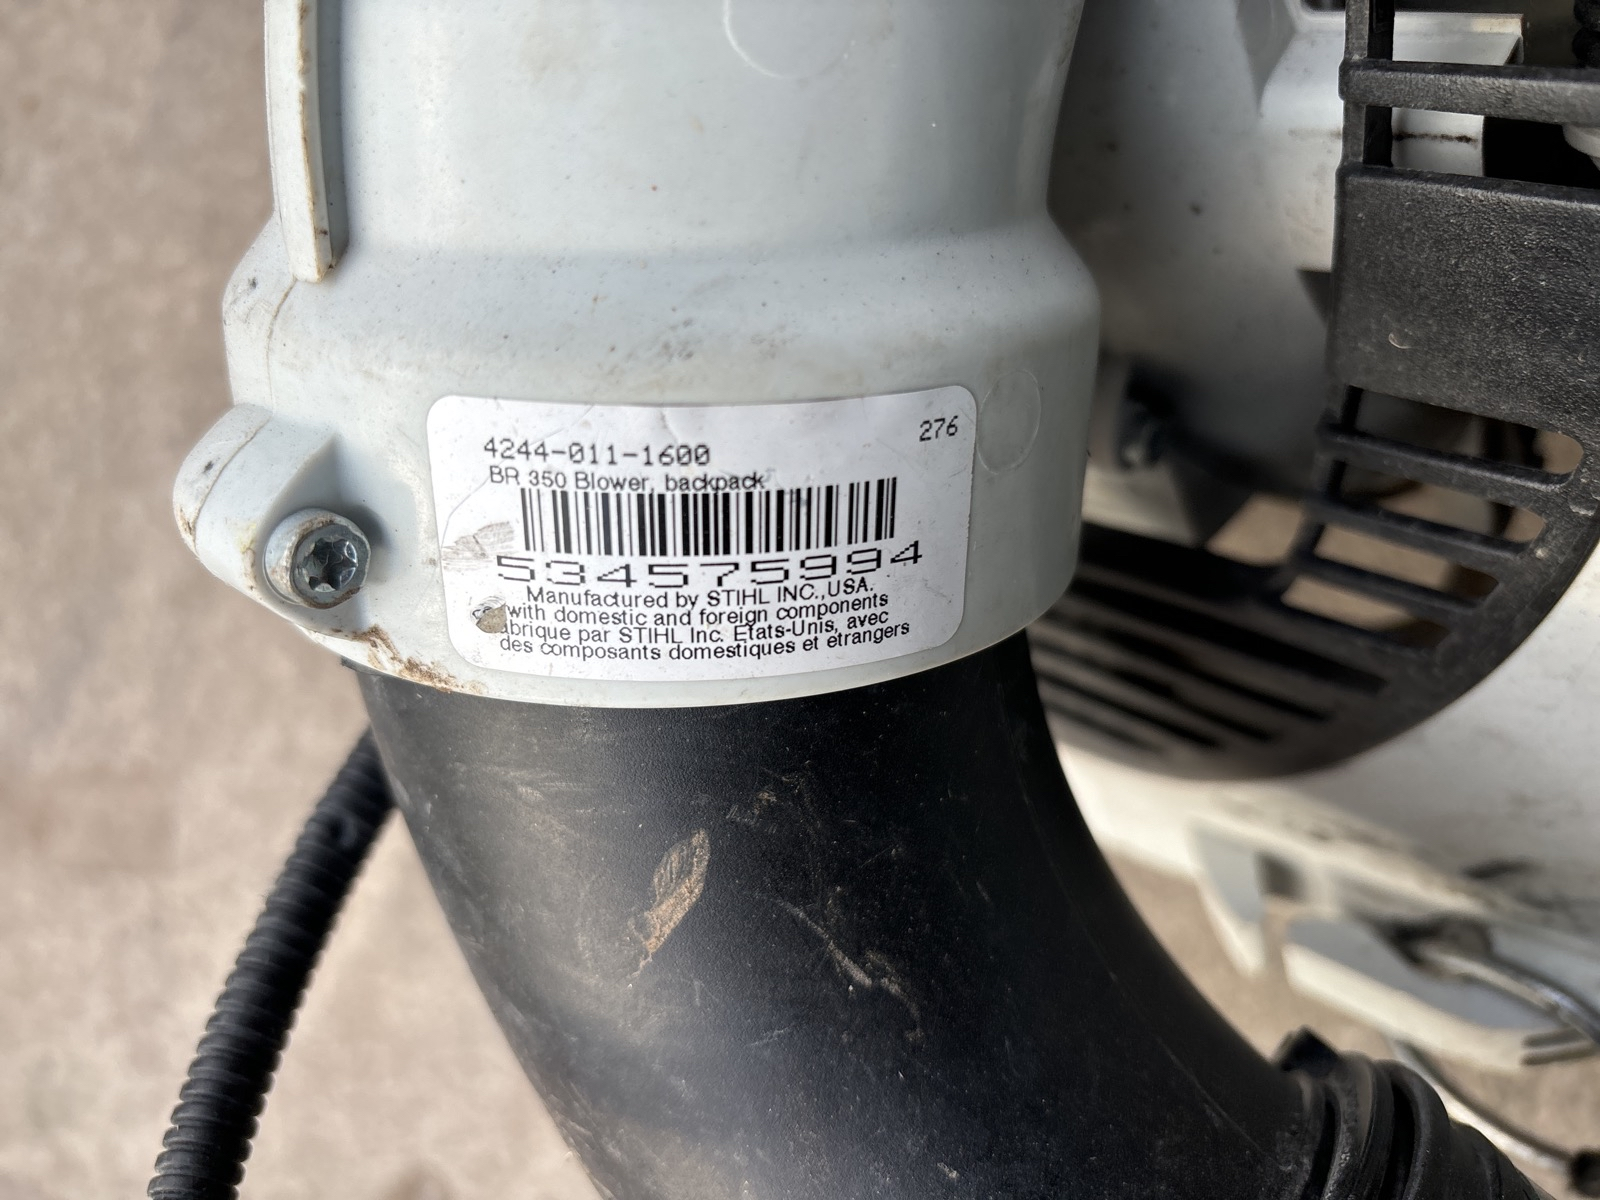 4244-011-1600
276
BR 350 Blower, backpack
534575994
Manufactured by STIHL INC.,USA.
with domestic and foreign components
brique par STIHL Inc. Etats-Unis, avec
des composants domestiques et etrangers